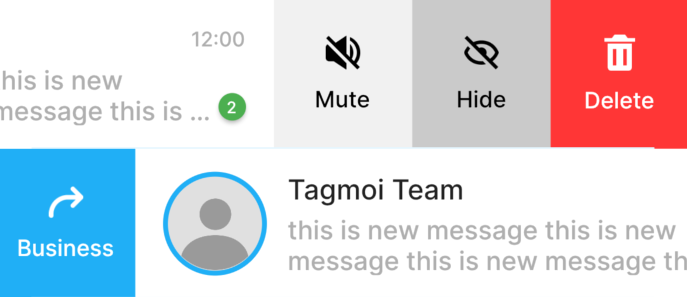 12:00
this is new
message this is ...
2
Mute
Hide
Delete
Business
Tagmoi Team
this is new message this is new
message this is new message th